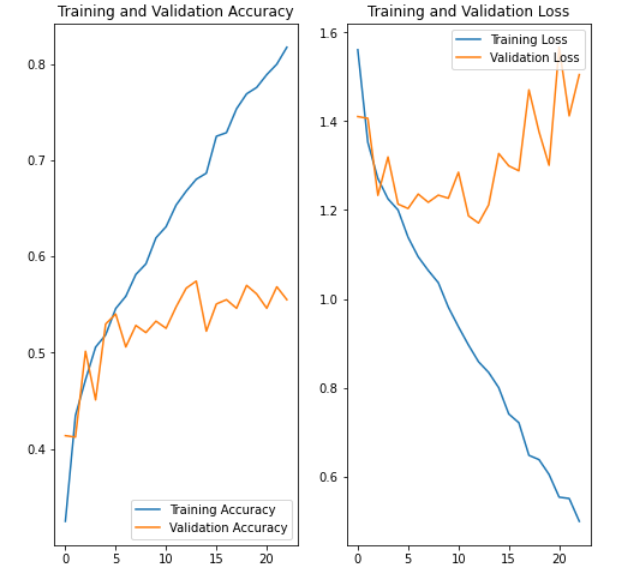 Training and Validation Accuracy
0.8
0.7
0.6
0.5
0.4
0 5 10 15 20
Training Accuracy
Validation Accuracy
Training and Validation Loss
1.6
1.4
1.2
1.0
0.8
0.6
0 5 10 15 20
Training Loss
Validation Loss